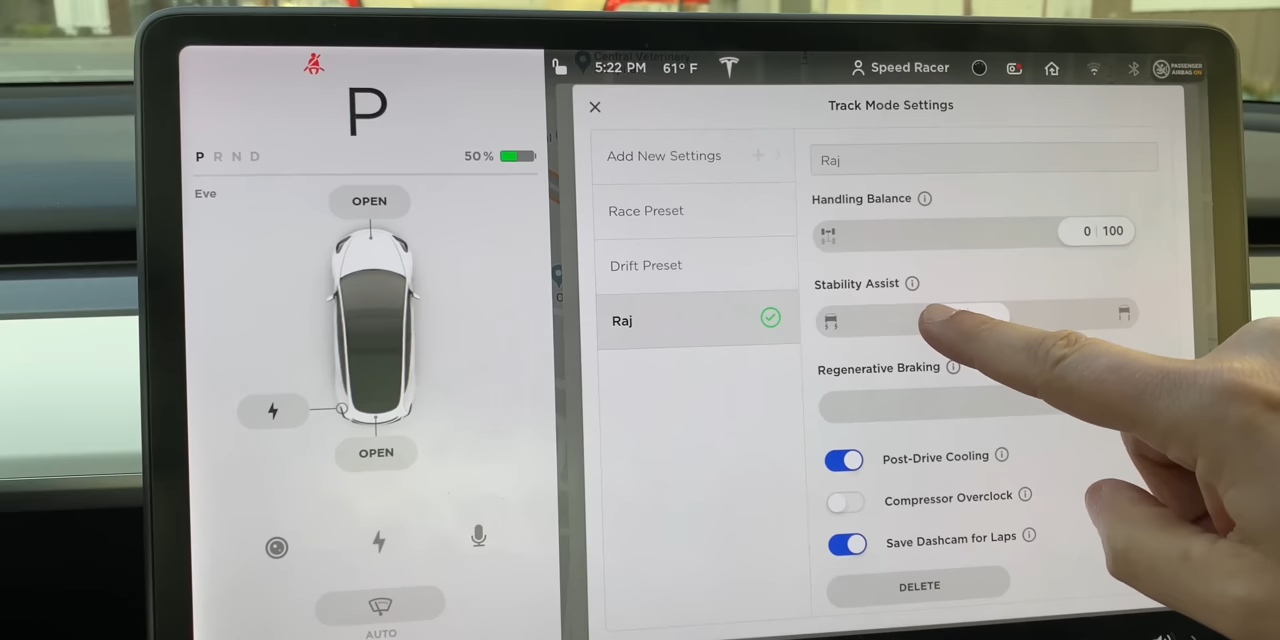 Central Veterinary
5:22 PM 61° F
Speed Racer
PASSENGER
AIRBAG ON
P
P R N D
50 %
Eve
OPEN
OPEN
AUTO
Track Mode Settings
Add New Settings
Race Preset
Drift Preset
Raj
Raj
Handling Balance
0 | 100
Stability Assist
Regenerative Braking
Post-Drive Cooling
Compressor Overclock
Save Dashcam for Laps
DELETE